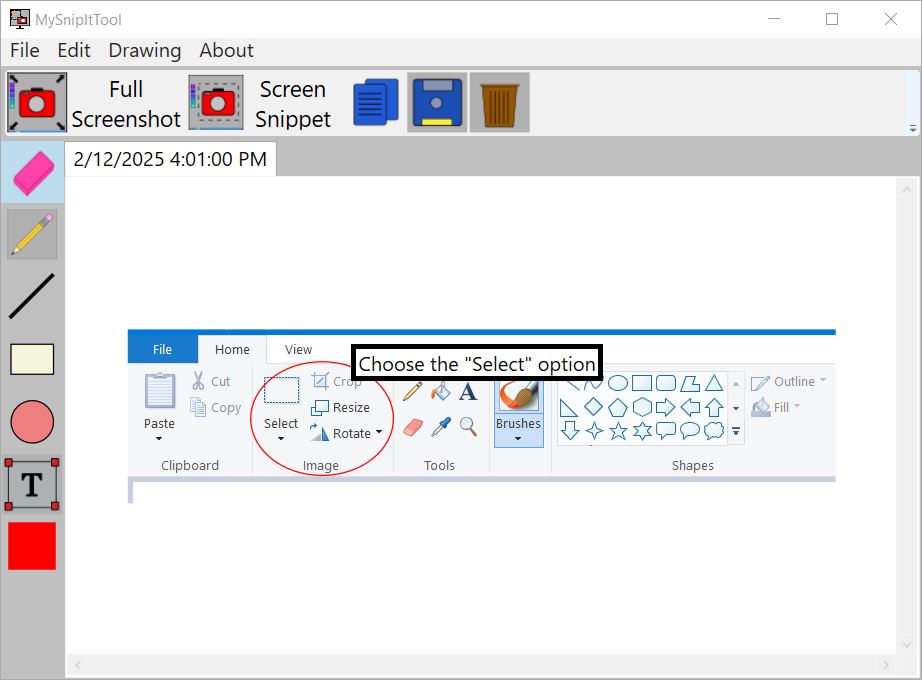 MySnipItTool
File Edit Drawing About
Full Screenshot
Screen Snippet
2/12/2025 4:01:00 PM
File Home View
Choose the "Select" option
Paste
Cut
Copy
Clipboard
Select
Crop
Resize
Rotate
Image
A
Tools
Brushes
Outline
Fill
Shapes
T